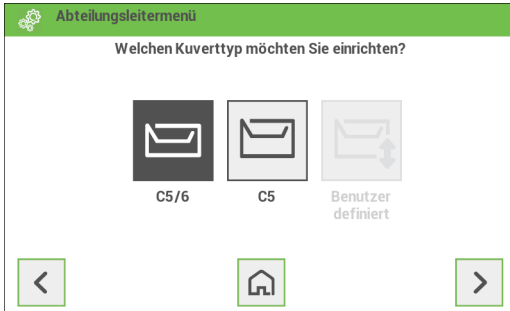 Abteilungsleitermenü
Welchen Kuverttyp möchten Sie einrichten?
C5/6
C5
Benutzer
definiert